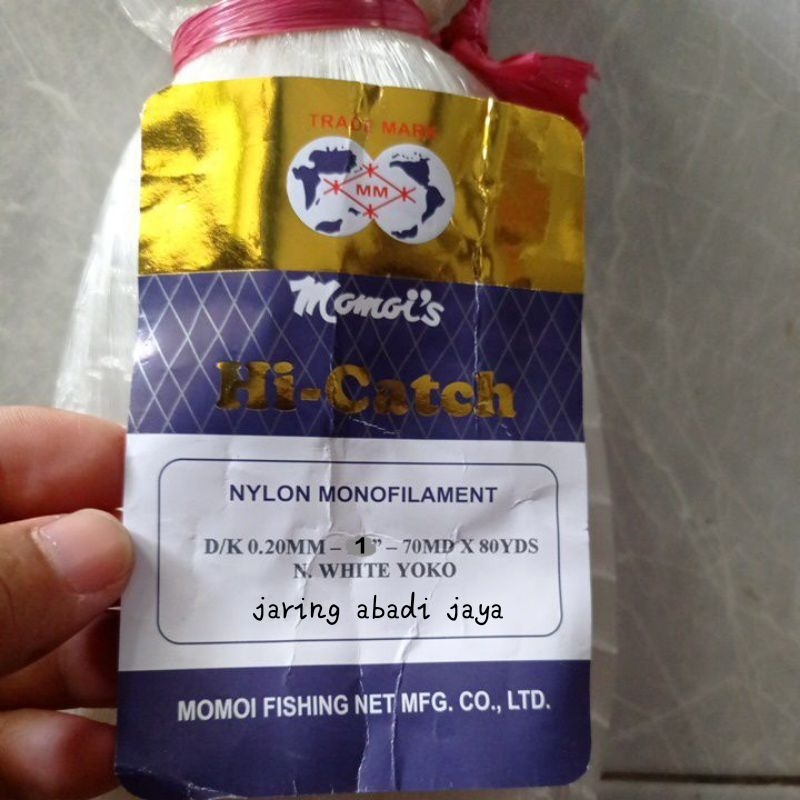 TRADE MARK
MM
Momoi's
Hi-Catch
NYLON MONOFILAMENT
D/K 0.20MM – 1" – 70MD X 80YDS
N. WHITE YOKO
jaring abadi jaya
MOMOI FISHING NET MFG. CO., LTD.